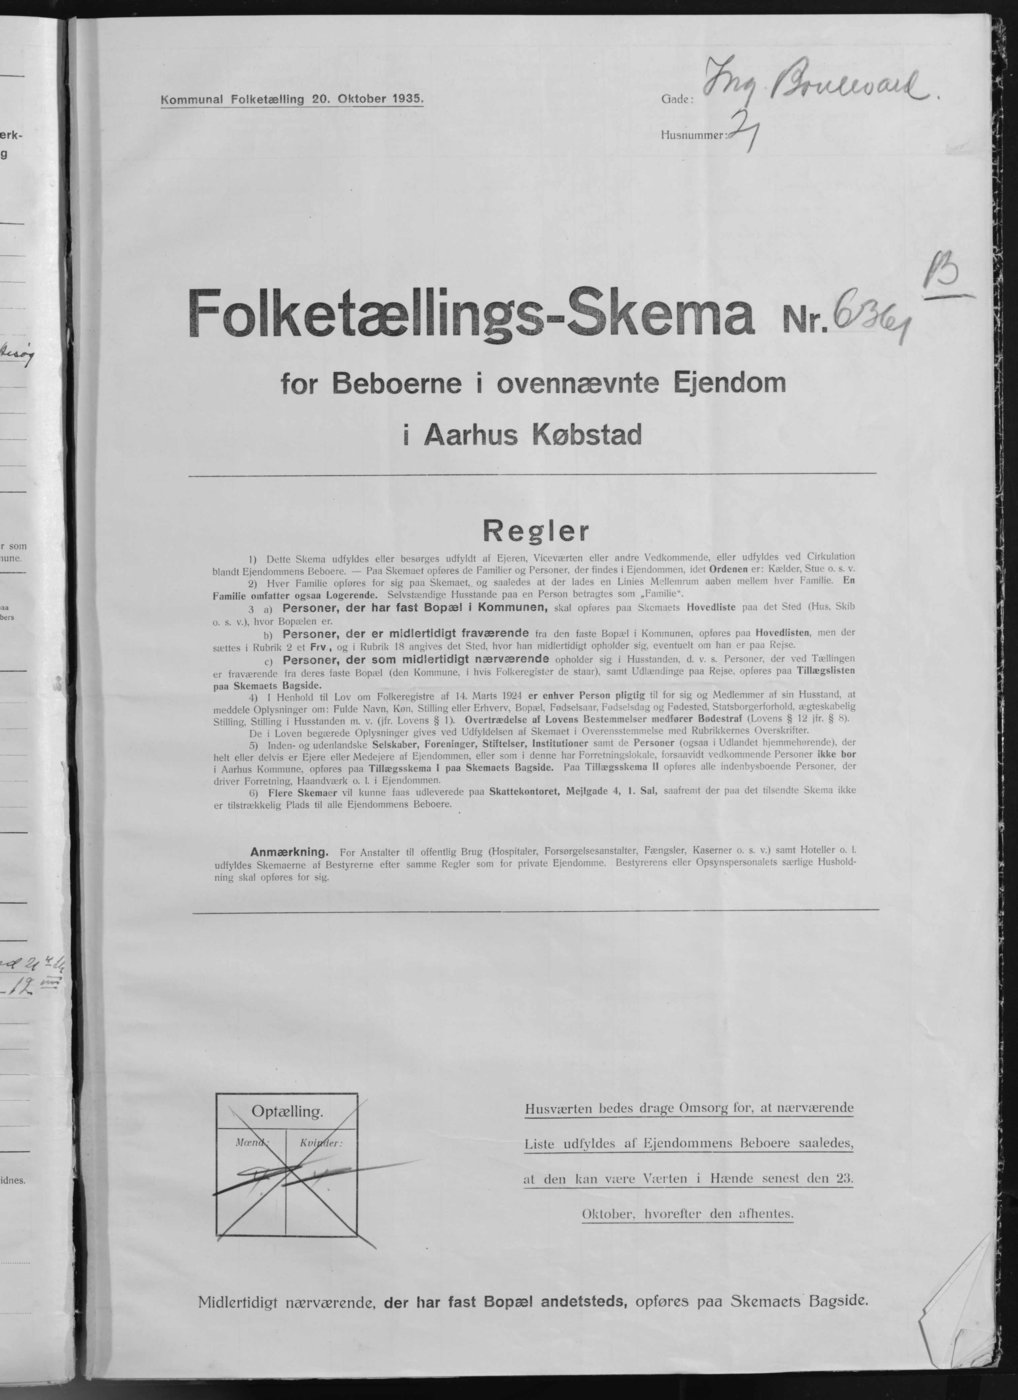 Kommunal Folketælling 20. Oktober 1935.
Gade: Ing. Boulevard.
Husnummer: 21
B
Folketællings-Skema Nr. 6361
for Beboerne i ovennævnte Ejendom
i Aarhus Købstad
Regler
1) Dette Skema udfyldes eller besørges udfyldt af Ejeren, Viceværten eller andre Vedkommende, eller udfyldes ved Cirkulation
blandt Ejendommens Beboere. — Paa Skemaet opføres de Familier og Personer, der findes i Ejendommen, idet Ordenen er: Kælder, Stue o. s. v.
2) Hver Familie opføres for sig paa Skemaet, og saaledes at der lades en Linies Mellemrum aaben mellem hver Familie. En
Familie omfatter ogsaa Logerende. Selvstændige Husstande paa en Person betragtes som „Familie“.
3 a) Personer, der har fast Bopæl i Kommunen, skal opføres paa Skemaets Hovedliste paa det Sted (Hus, Skib
o. s. v.), hvor Bopælen er.
b) Personer, der er midlertidigt fraværende fra den faste Bopæl i Kommunen, opføres paa Hovedlisten, men der
sættes i Rubrik 2 et Frv., og i Rubrik 18 angives det Sted, hvor han midlertidigt opholder sig, eventuelt om han er paa Rejse.
c) Personer, der som midlertidigt nærværende opholder sig i Husstanden, d. v. s. Personer, der ved Tællingen
er fraværende fra deres faste Bopæl (den Kommune, i hvis Folkeregister de staar), samt Udlændinge paa Rejse, opføres paa Tillægslisten
paa Skemaets Bagside.
4) I Henhold til Lov om Folkeregistre af 14. Marts 1924 er enhver Person pligtig til for sig og Medlemmer af sin Husstand, at
meddele Oplysninger om: Fulde Navn, Køn, Stilling eller Erhverv, Bopæl, Fødselsaar, Fødselsdag og Fødested, Statsborgerforhold, ægteskabelig
Stilling, Stilling i Husstanden m. v. (jfr. Lovens § 1). Overtrædelse af Lovens Bestemmelser medfører Bødestraf (Lovens § 12 jfr. § 8).
De i Loven begærede Oplysninger gives ved Udfyldelsen af Skemaet i Overensstemmelse med Rubrikkernes Overskrifter.
5) Inden- og udenlandske Selskaber, Foreninger, Stiftelser, Institutioner samt de Personer (ogsaa i Udlandet hjemmehørende), der
helt eller delvis er Ejere eller Medejere af Ejendommen, eller som i denne har Forretningslokale, forsaavidt vedkommende Personer ikke bor
i Aarhus Kommune, opføres paa Tillægsskema I paa Skemaets Bagside. Paa Tillægsskema II opføres alle indenbysboende Personer, der
driver Forretning, Haandværk o. l. i Ejendommen.
6) Flere Skemaer vil kunne faas udleverede paa Skattekontoret, Mejlgade 4, 1. Sal, saafremt der paa det tilsendte Skema ikke
er tilstrækkelig Plads til alle Ejendommens Beboere.
Anmærkning. For Anstalter til offentlig Brug (Hospitaler, Forsørgelsesanstalter, Fængsler, Kaserner o. s. v.) samt Hoteller o. l.
udfyldes Skemaerne af Bestyrerne efter samme Regler som for private Ejendomme. Bestyrerens eller Opsynspersonalets særlige Hushold-
ning skal opføres for sig.
Optælling.
Mænd: Kvinder:
Husværten bedes drage Omsorg for, at nærværende
Liste udfyldes af Ejendommens Beboere saaledes,
at den kan være Værten i Hænde senest den 23.
Oktober, hvorefter den afhentes.
Midlertidigt nærværende, der har fast Bopæl andetsteds, opføres paa Skemaets Bagside.